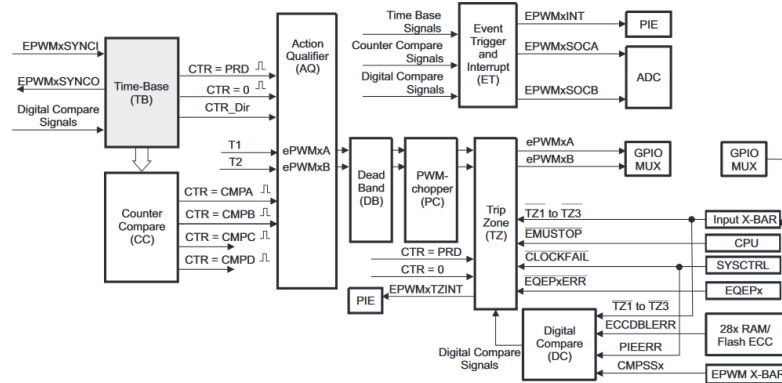 EPWMxSYNCI
EPWMxSYNCO
Digital Compare
Signals
Time-Base
(TB)
CTR = PRD
CTR = 0
CTR_Dir
T1
T2
Counter
Compare
(CC)
CTR = CMPA
CTR = CMPB
CTR = CMPC
CTR = CMPD
Action
Qualifier
(AQ)
ePWMxA
ePWMxB
Time Base
Signals
Counter Compare
Signals
Digital Compare
Signals
Event
Trigger
and
Interrupt
(ET)
EPWMxINT
EPWMxSOCA
EPWMxSOCB
PIE
ADC
Dead
Band
(DB)
PWM-
chopper
(PC)
Trip
Zone
(TZ)
ePWMxA
ePWMxB
GPIO
MUX
GPIO
MUX
TZ1 to TZ3
EMUSTOP
CLOCKFAIL
EQEPxERR
Input X-BAR
CPU
SYSCTRL
EQEPx
CTR = PRD
CTR = 0
EPWMxTZINT
PIE
Digital Compare
Signals
Digital
Compare
(DC)
TZ1 to TZ3
ECCDBLERR
PIEERR
CMPSSx
28x RAM/
Flash ECC
EPWM X-BAR